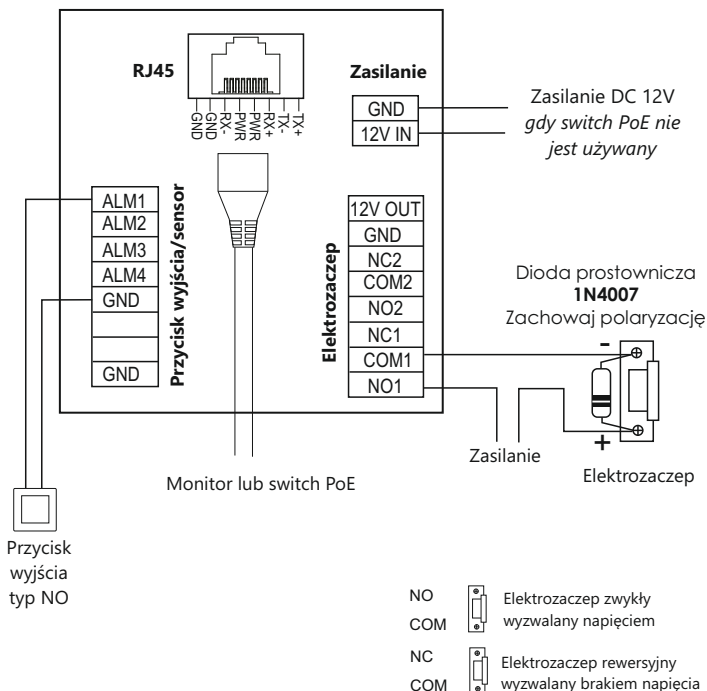 RJ45
Zasilanie
GND
GND
RX-
PWR
PWR
RX+
TX-
TX+
GND
12V IN
Zasilanie DC 12V
gdy switch PoE nie
jest używany
ALM1
ALM2
ALM3
ALM4
GND
GND
Przycisk wyjścia/sensor
Elektrozaczep
12V OUT
GND
NC2
COM2
NO2
NC1
COM1
NO1
Dioda prostownicza
1N4007
Zachowaj polaryzację
-
+
Zasilanie
Elektrozaczep
Monitor lub switch PoE
Przycisk
wyjścia
typ NO
NO
COM
Elektrozaczep zwykły
wyzwalany napięciem
NC
COM
Elektrozaczep rewersyjny
wyzwalany brakiem napięcia